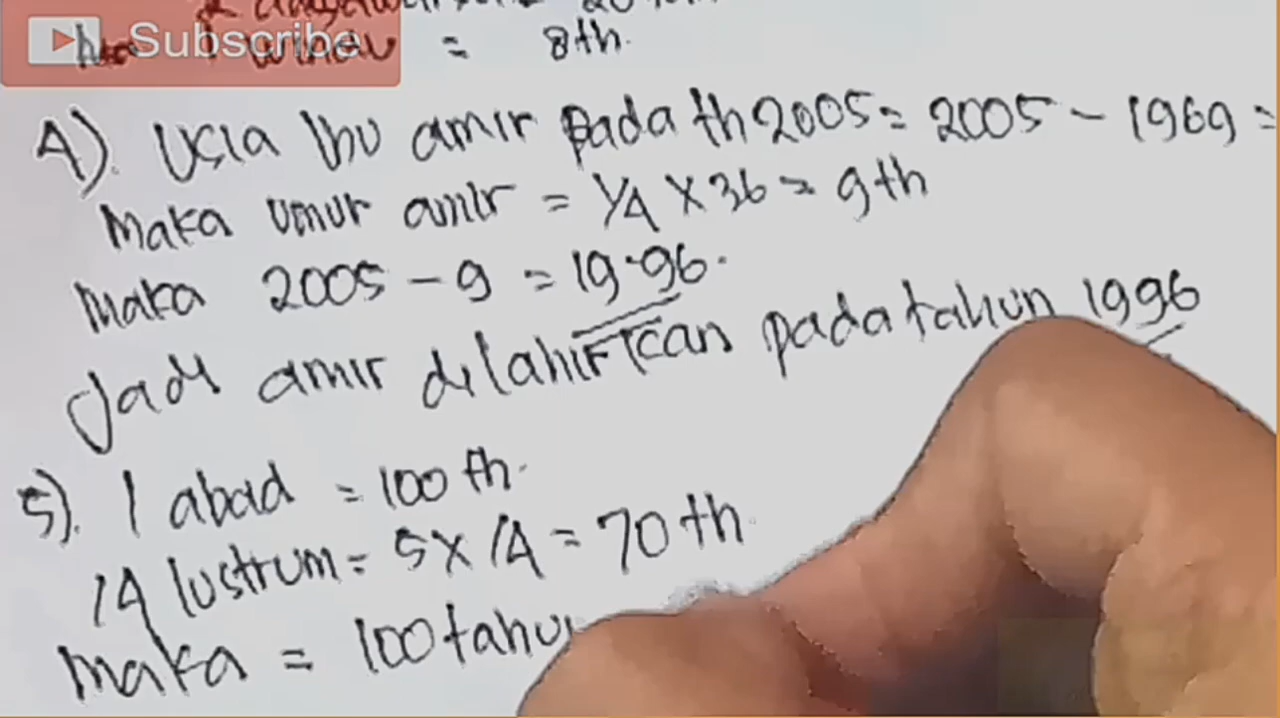 Subscribe
= 8th.
4). Usia Ibu amir pada th 2005 = 2005 - 1969 =
Maka umur amir = 1/4 x 36 = 9th
Maka 2005 - 9 = 1996.
Jadi amir dilahirkan pada tahun 1996
5). 1 abad = 100 th.
14 lustrum = 5 x 14 = 70 th.
Maka = 100 tahu